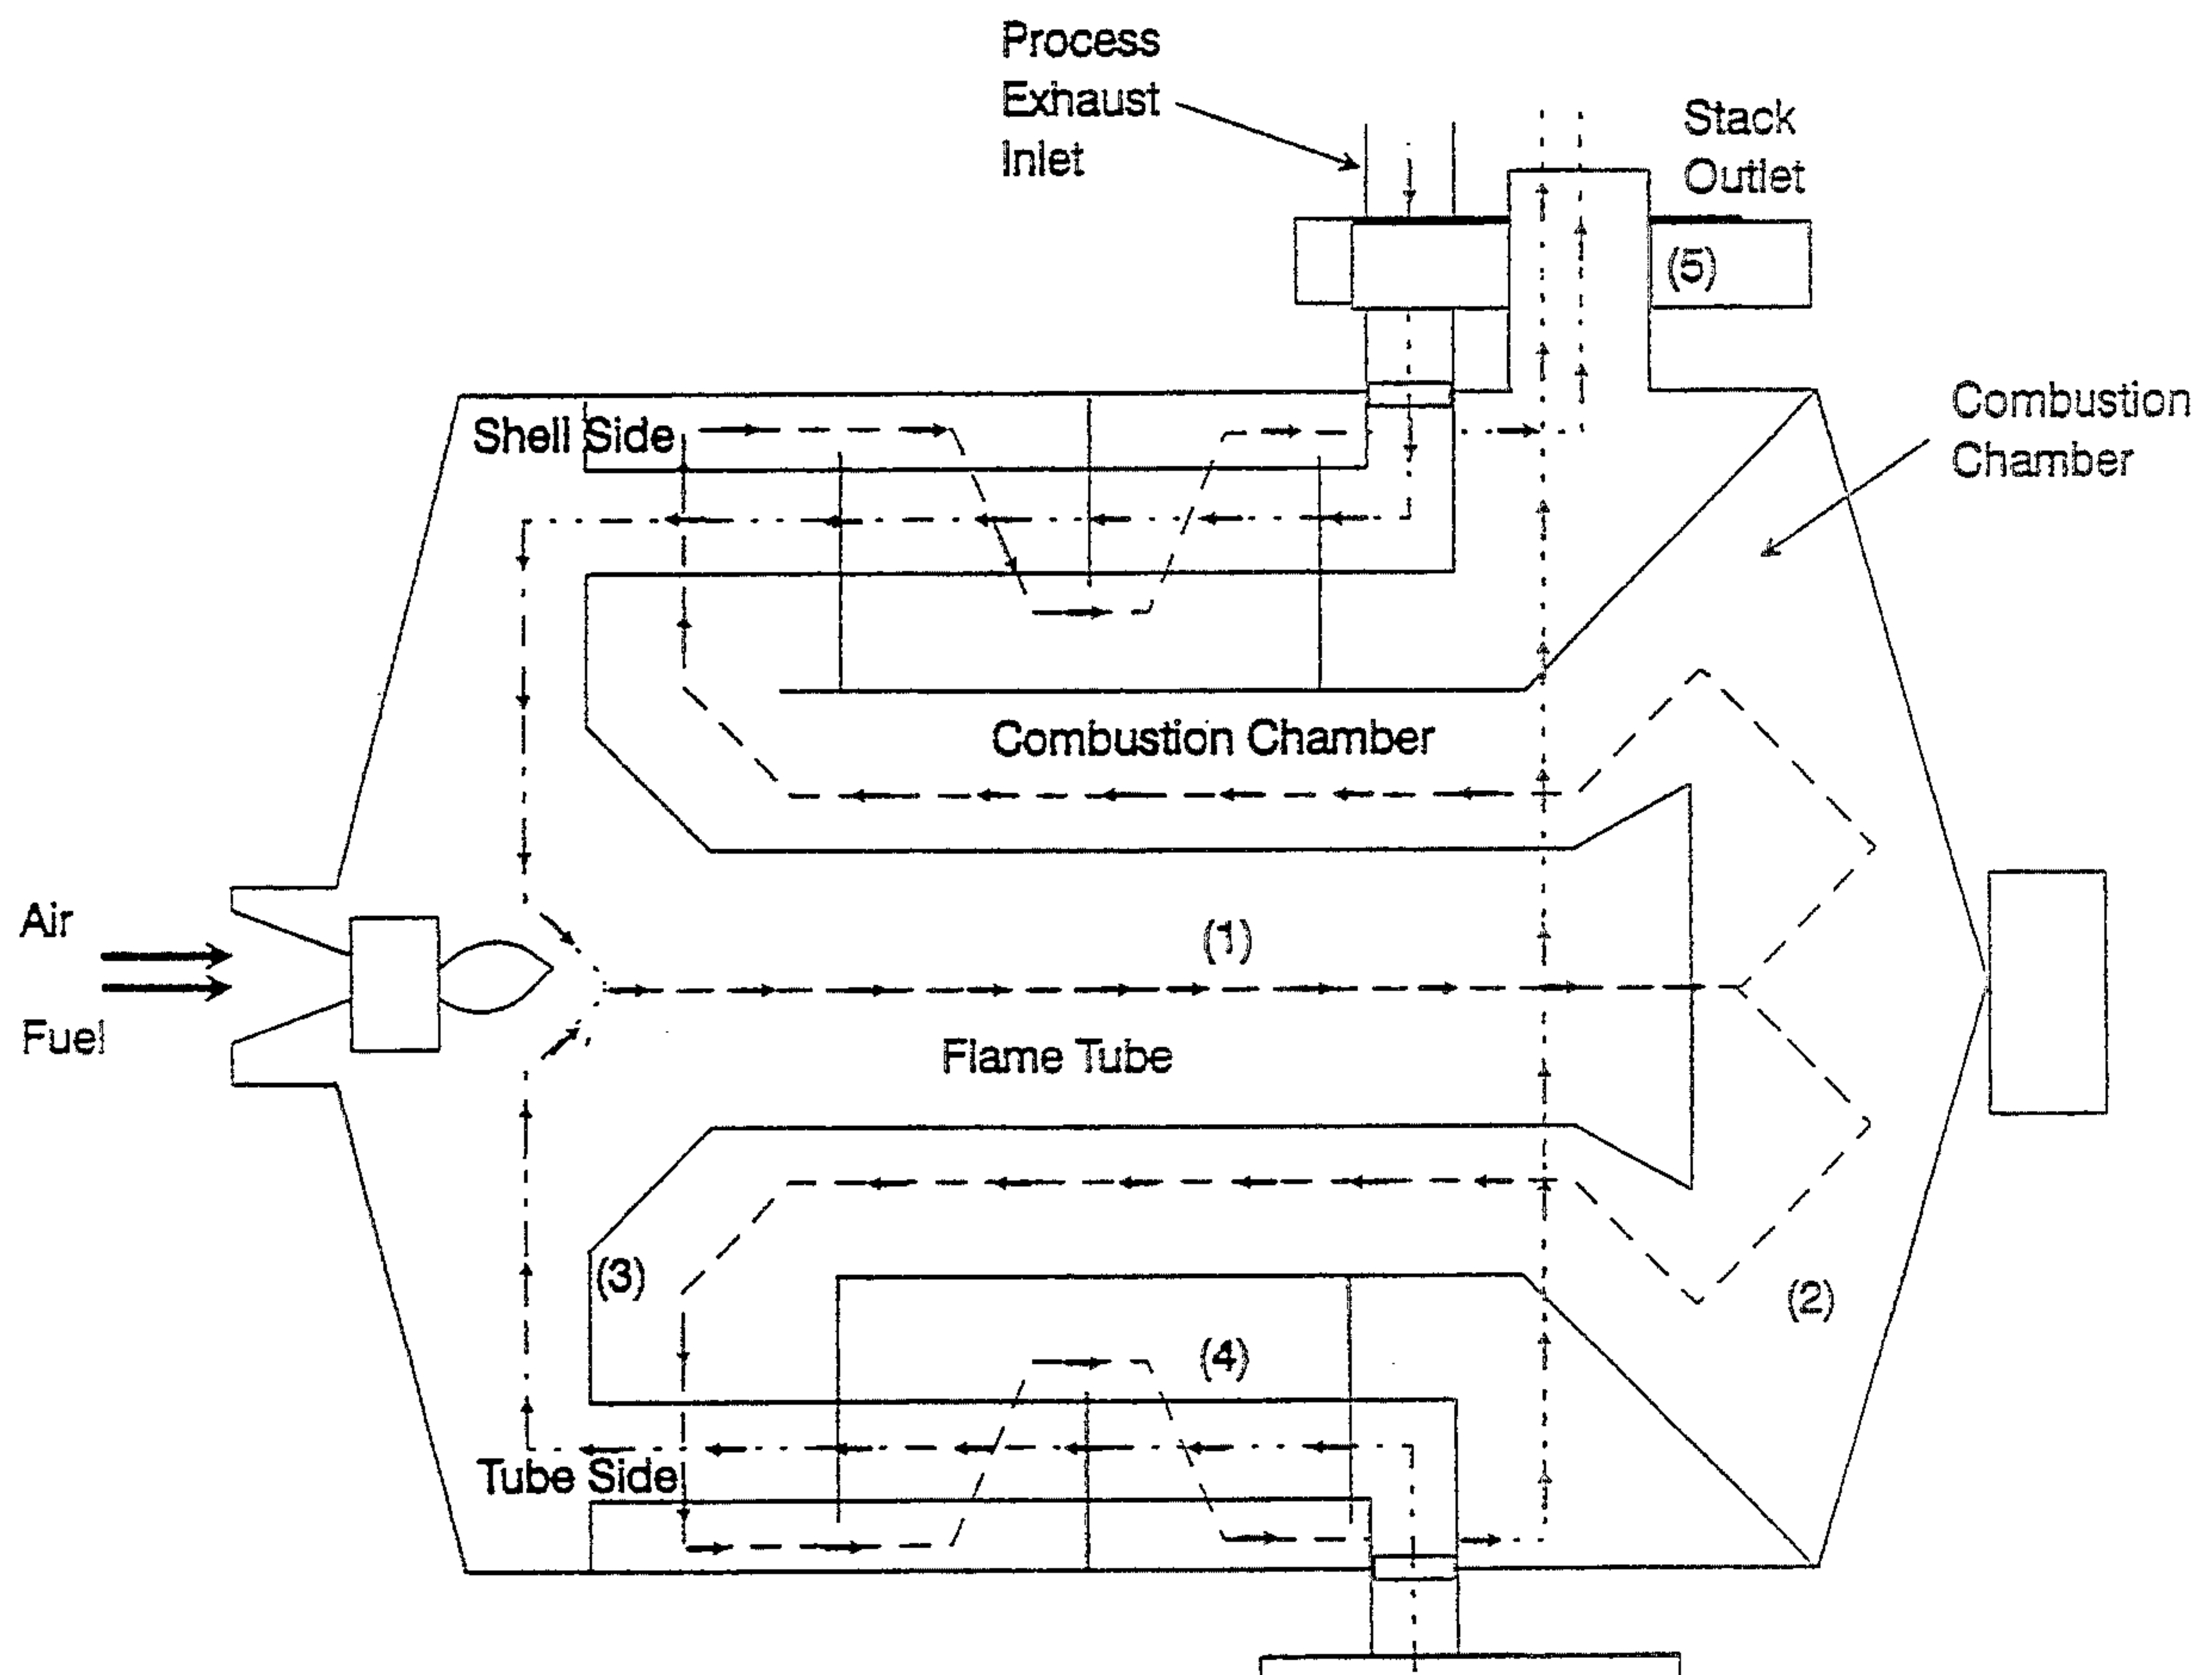 Process
Exhaust
Inlet
Stack
Outlet
(5)
Combustion
Chamber
Shell Side
Combustion Chamber
Air
Fuel
(1)
Flame Tube
(3)
(2)
(4)
Tube Side